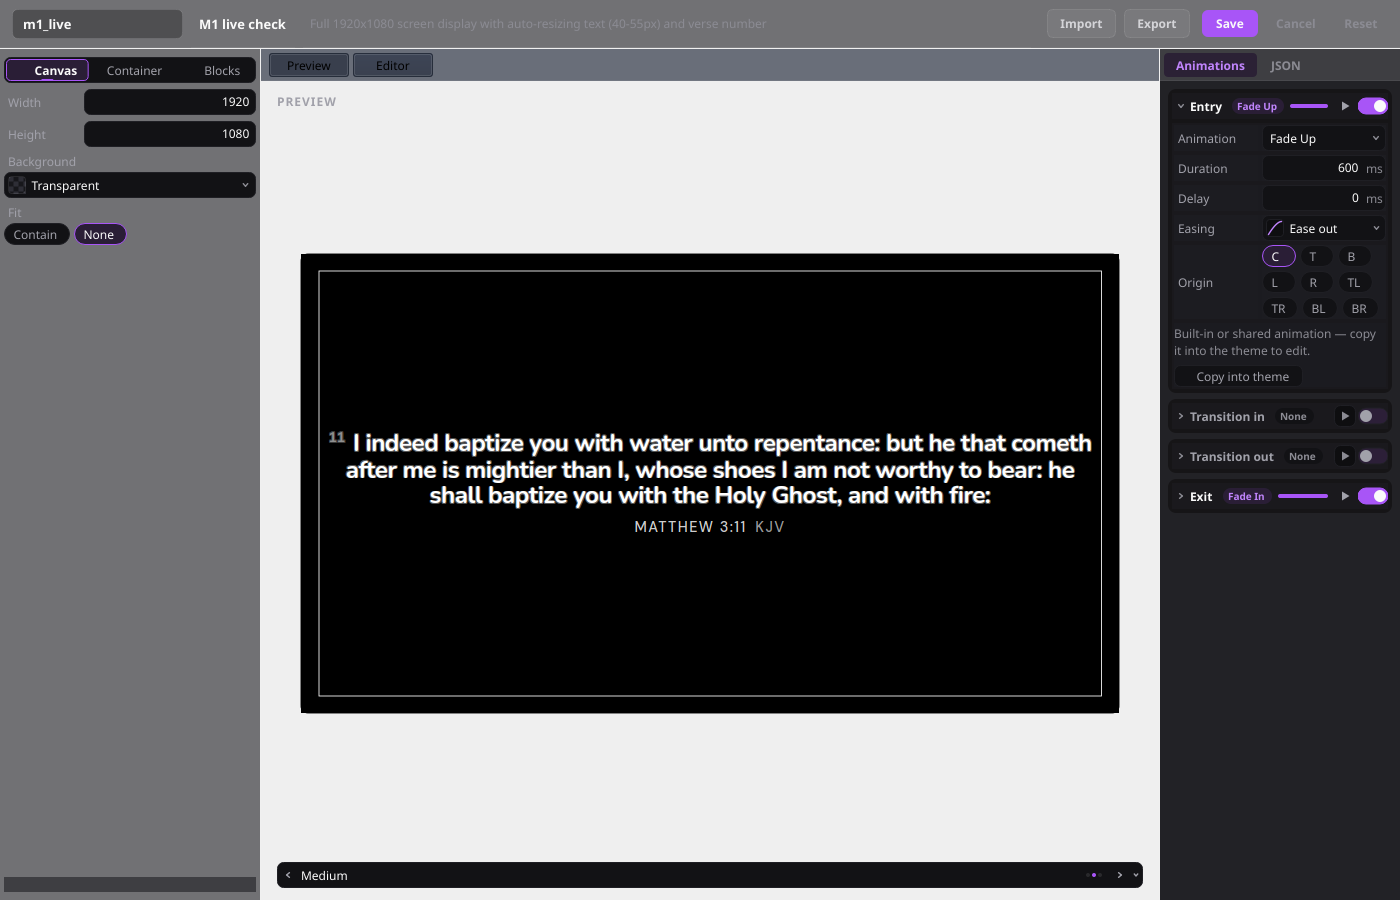 m1_live
M1 live check
Full 1920x1080 screen display with auto-resizing text (40-55px) and verse number
Import
Export
Save
Cancel
Reset
Canvas
Container
Blocks
Width
1920
Height
1080
Background
Transparent
Fit
Contain
None
Preview
Editor
PREVIEW
11 I indeed baptize you with water unto repentance: but he that cometh
after me is mightier than I, whose shoes I am not worthy to bear: he
shall baptize you with the Holy Ghost, and with fire:
MATTHEW 3:11 KJV
Medium
Animations
JSON
Entry
Fade Up
Animation
Fade Up
Duration
600 ms
Delay
0 ms
Easing
Ease out
Origin
C T B
L R TL
TR BL BR
Built-in or shared animation — copy
it into the theme to edit.
Copy into theme
Transition in
None
Transition out
None
Exit
Fade In